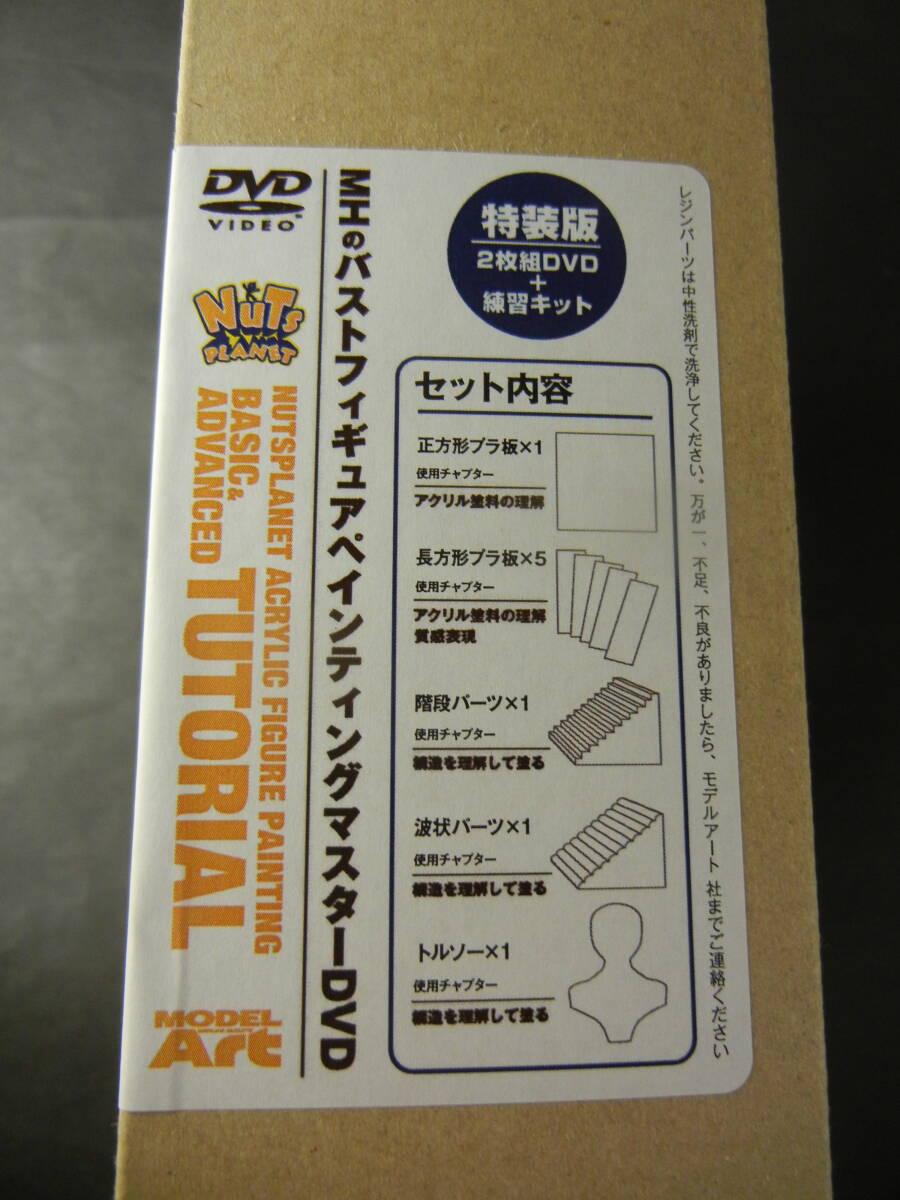 DVD
VIDEO™
NUTS
PLANET
NUTSPLANET ACRYLIC FIGURE PAINTING
BASIC&
ADVANCED
TUTORIAL
MODEL
Art
MHのバストフィギュアペインティングマスターDVD
特装版
2枚組DVD
+
練習キット
セット内容
正方形プラ板×1
使用チャプター
アクリル塗料の理解
長方形プラ板×5
使用チャプター
アクリル塗料の理解
質感表現
階段パーツ×1
使用チャプター
構造を理解して塗る
波状パーツ×1
使用チャプター
構造を理解して塗る
トルソー×1
使用チャプター
構造を理解して塗る
レジンパーツは中性洗剤で洗浄してください。万が一、不足、不良がありましたら、モデルアート社までご連絡ください